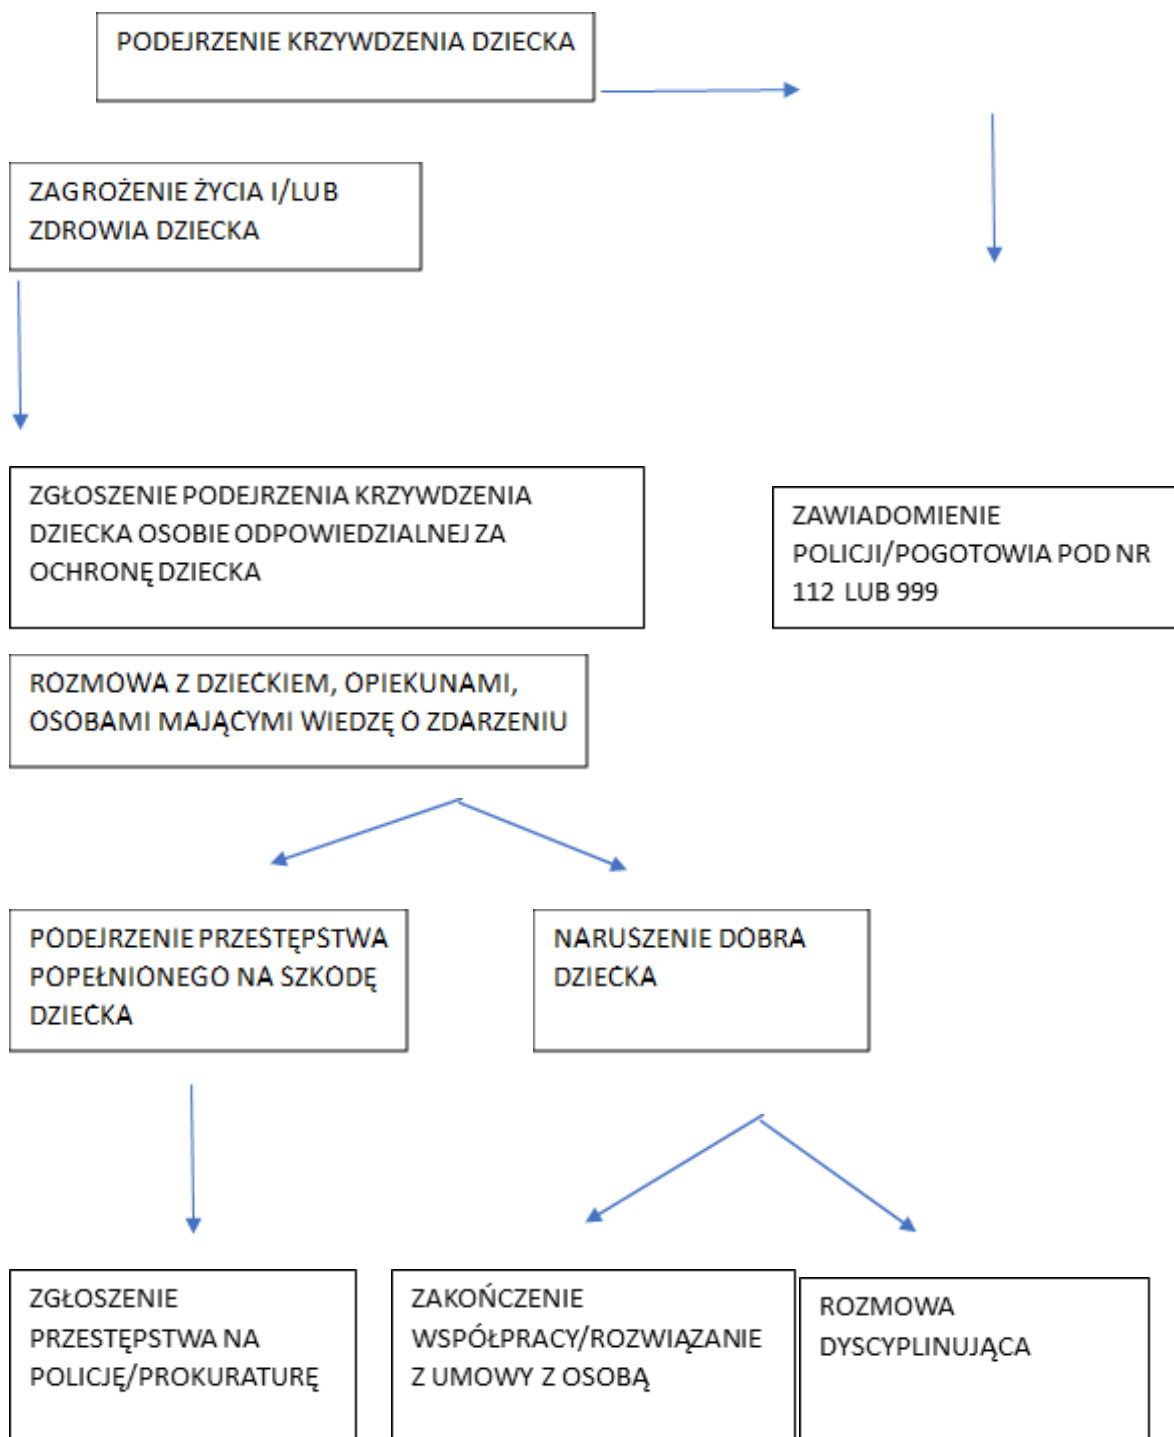 PODEJRZENIE KRZYWDZENIA DZIECKA
ZAGROŻENIE ŻYCIA I/LUB
ZDROWIA DZIECKA
ZGŁOSZENIE PODEJRZENIA KRZYWDZENIA
DZIECKA OSOBIE ODPOWIEDZIALNEJ ZA
OCHRONĘ DZIECKA
ZAWIADOMIENIE
POLICJI/POGOTOWIA POD NR
112 LUB 999
ROZMOWA Z DZIECKIEM, OPIEKUNAMI,
OSOBAMI MAJĄCYMI WIEDZĘ O ZDARZENIU
PODEJRZENIE PRZESTĘPSTWA
POPEŁNIONEGO NA SZKODĘ
DZIECKA
NARUSZENIE DOBRA
DZIECKA
ZGŁOSZENIE
PRZESTĘPSTWA NA
POLICJĘ/PROKURATURĘ
ZAKOŃCZENIE
WSPÓŁPRACY/ROZWIĄZANIE
Z UMOWY Z OSOBĄ
ROZMOWA
DYSCYPLINUJĄCA